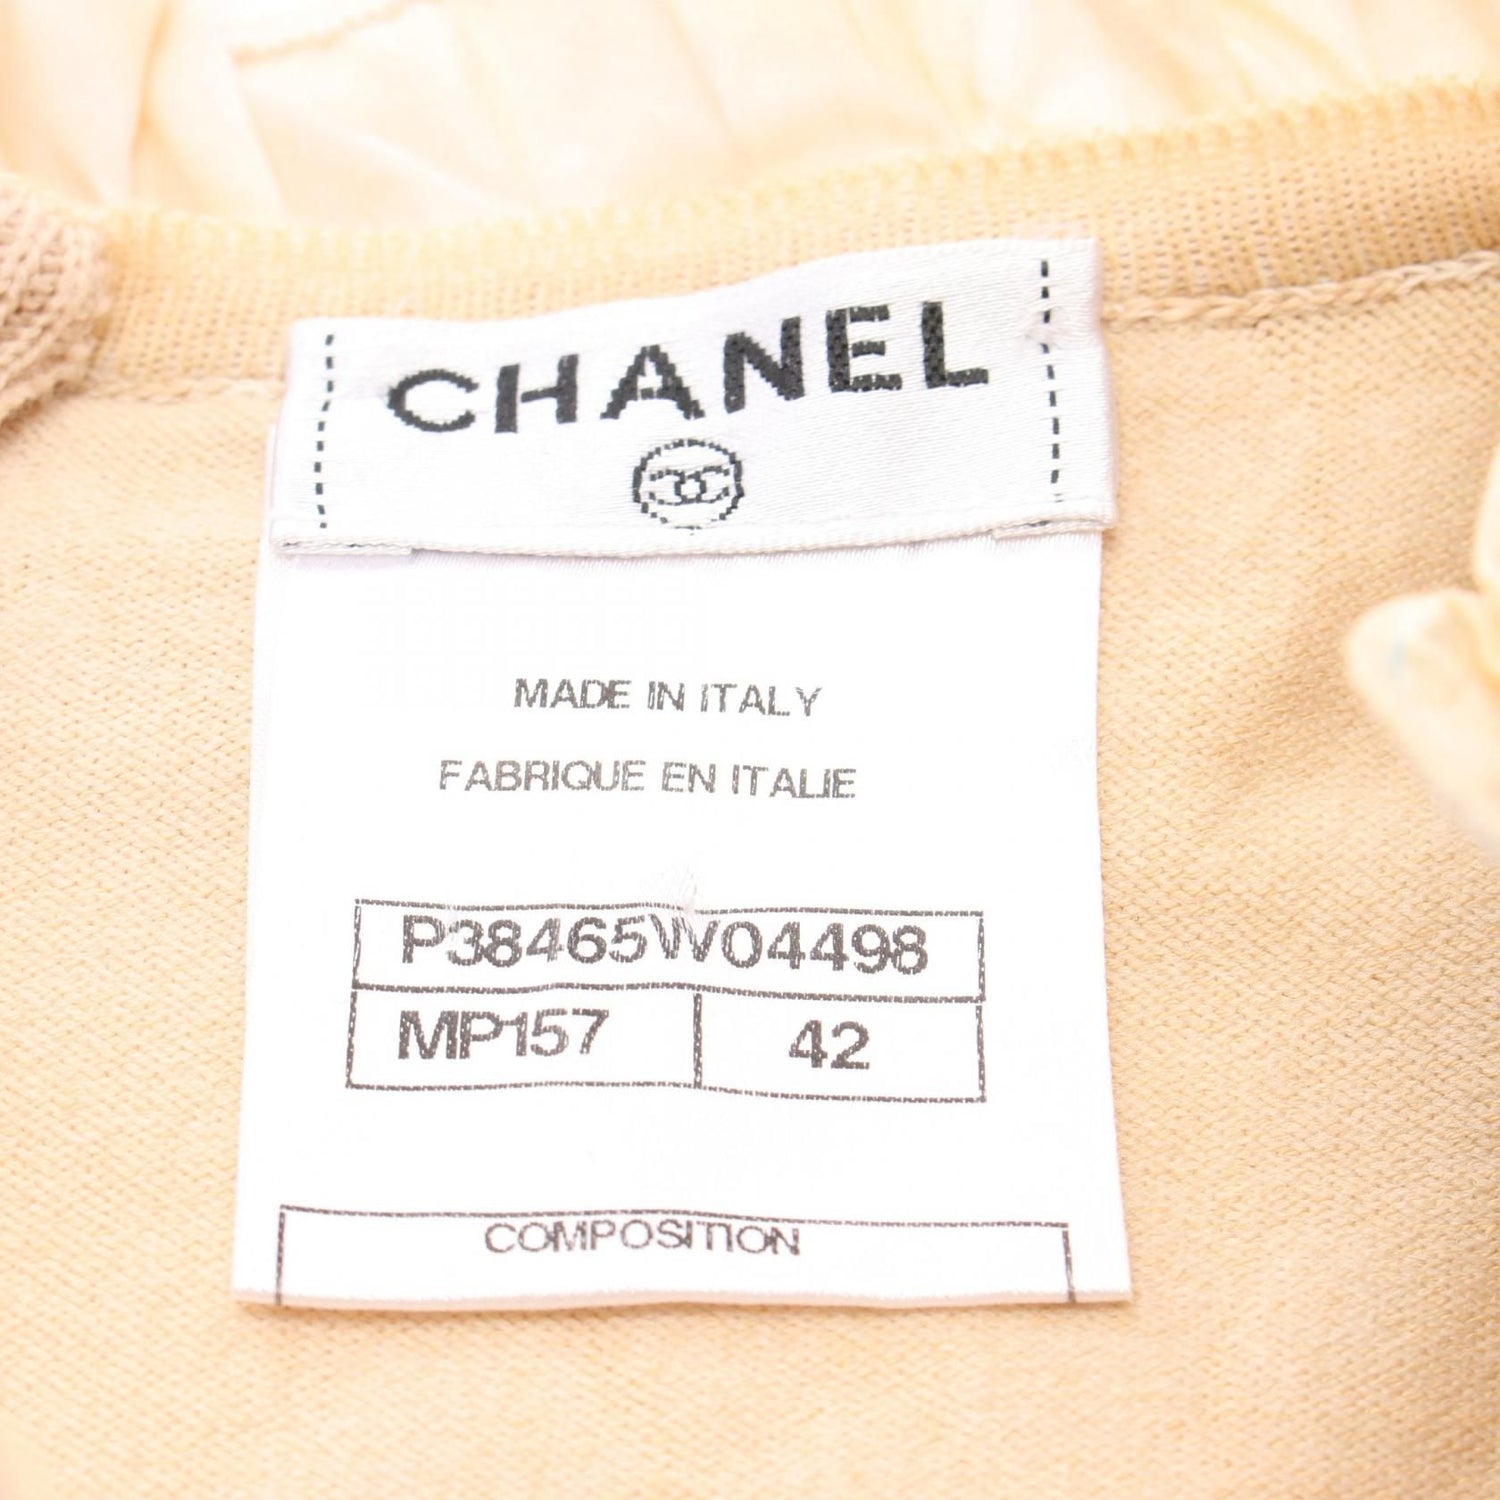 CHANEL
MADE IN ITALY
FABRIQUE EN ITALIE
P38465W04498
MP157 42
COMPOSITION